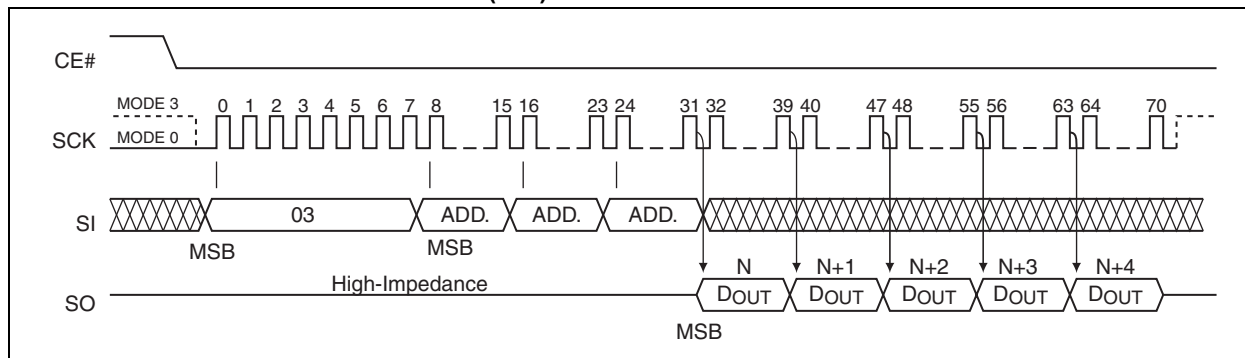 CE#
MODE 3
0 1 2 3 4 5 6 7 8 15 16 23 24 31 32 39 40 47 48 55 56 63 64 70
SCK
MODE 0
SI
03
ADD. ADD. ADD.
MSB
MSB
N N+1 N+2 N+3 N+4
High-Impedance
SO
DOUT DOUT DOUT DOUT DOUT
MSB